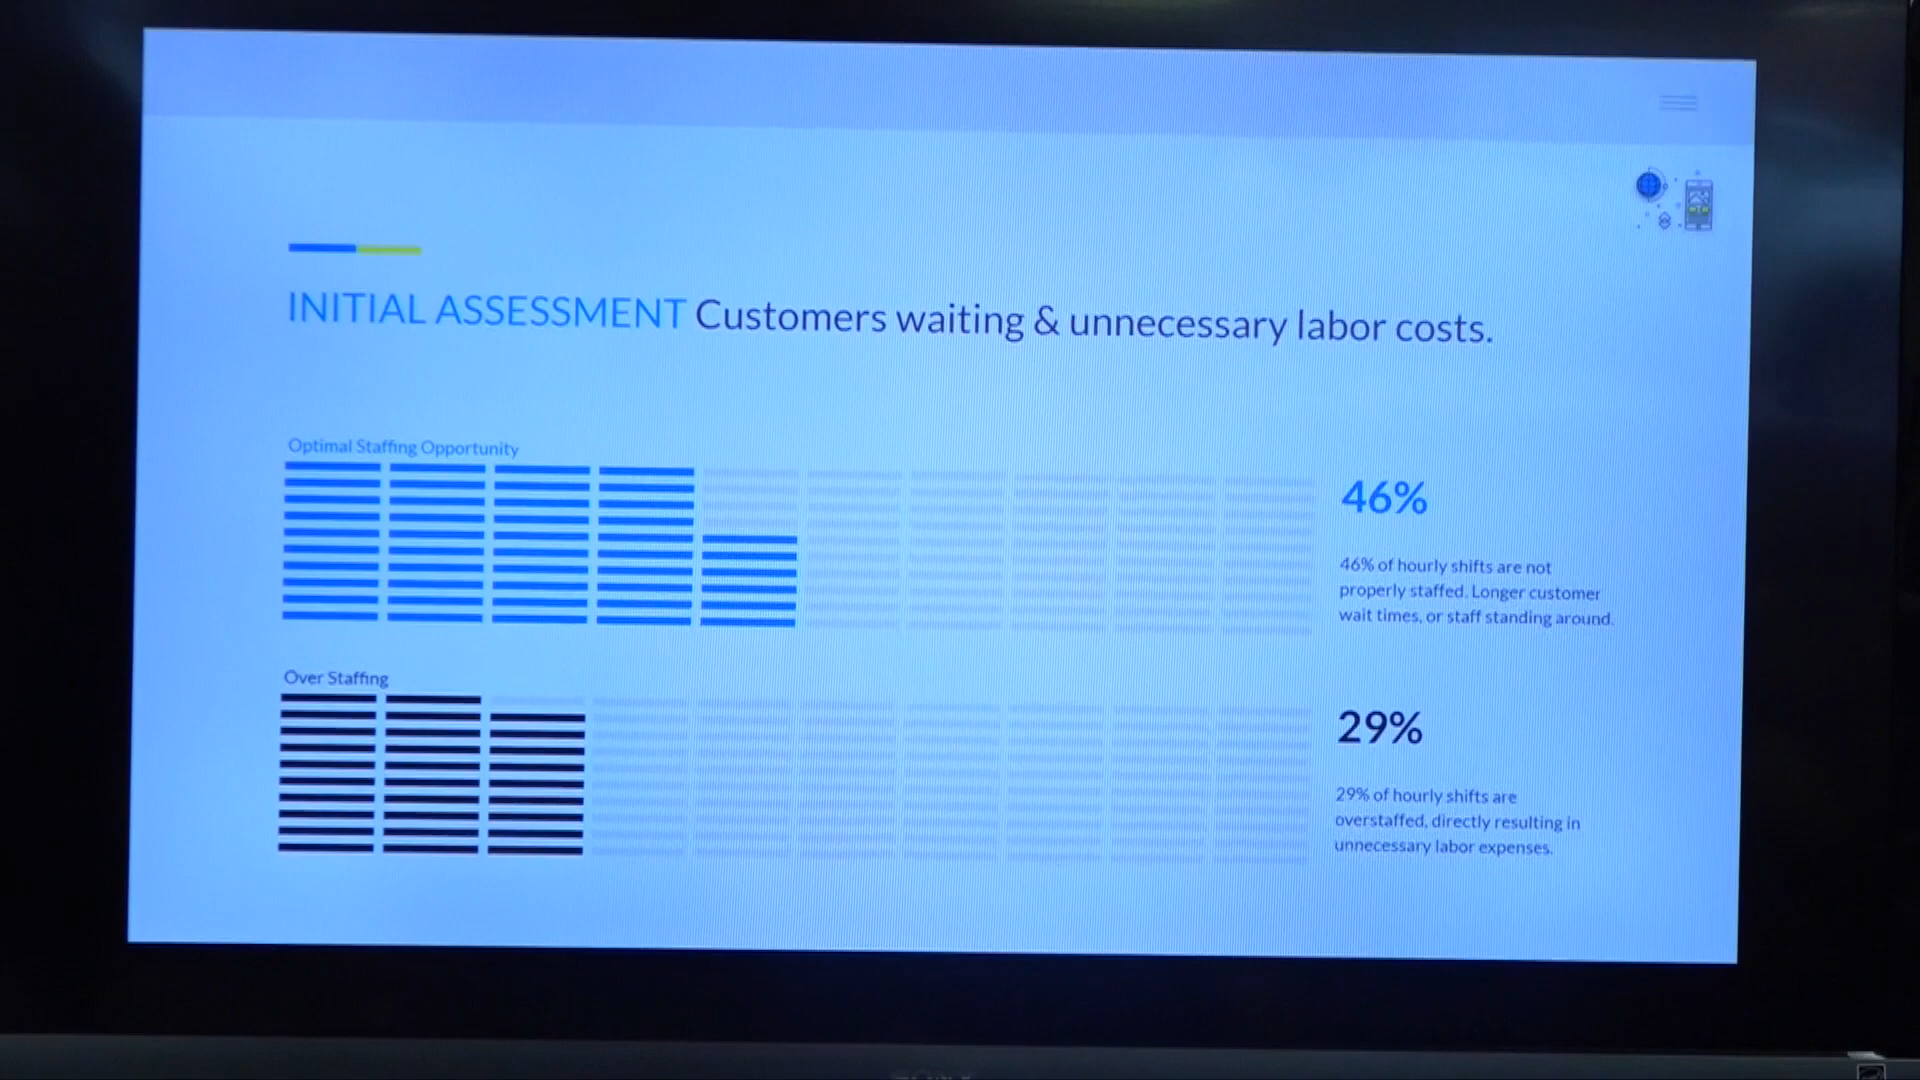 INITIAL ASSESSMENT Customers waiting & unnecessary labor costs.
Optimal Staffing Opportunity
46%
46% of hourly shifts are not
properly staffed. Longer customer
wait times, or staff standing around.
Over Staffing
29%
29% of hourly shifts are
overstaffed, directly resulting in
unnecessary labor expenses.